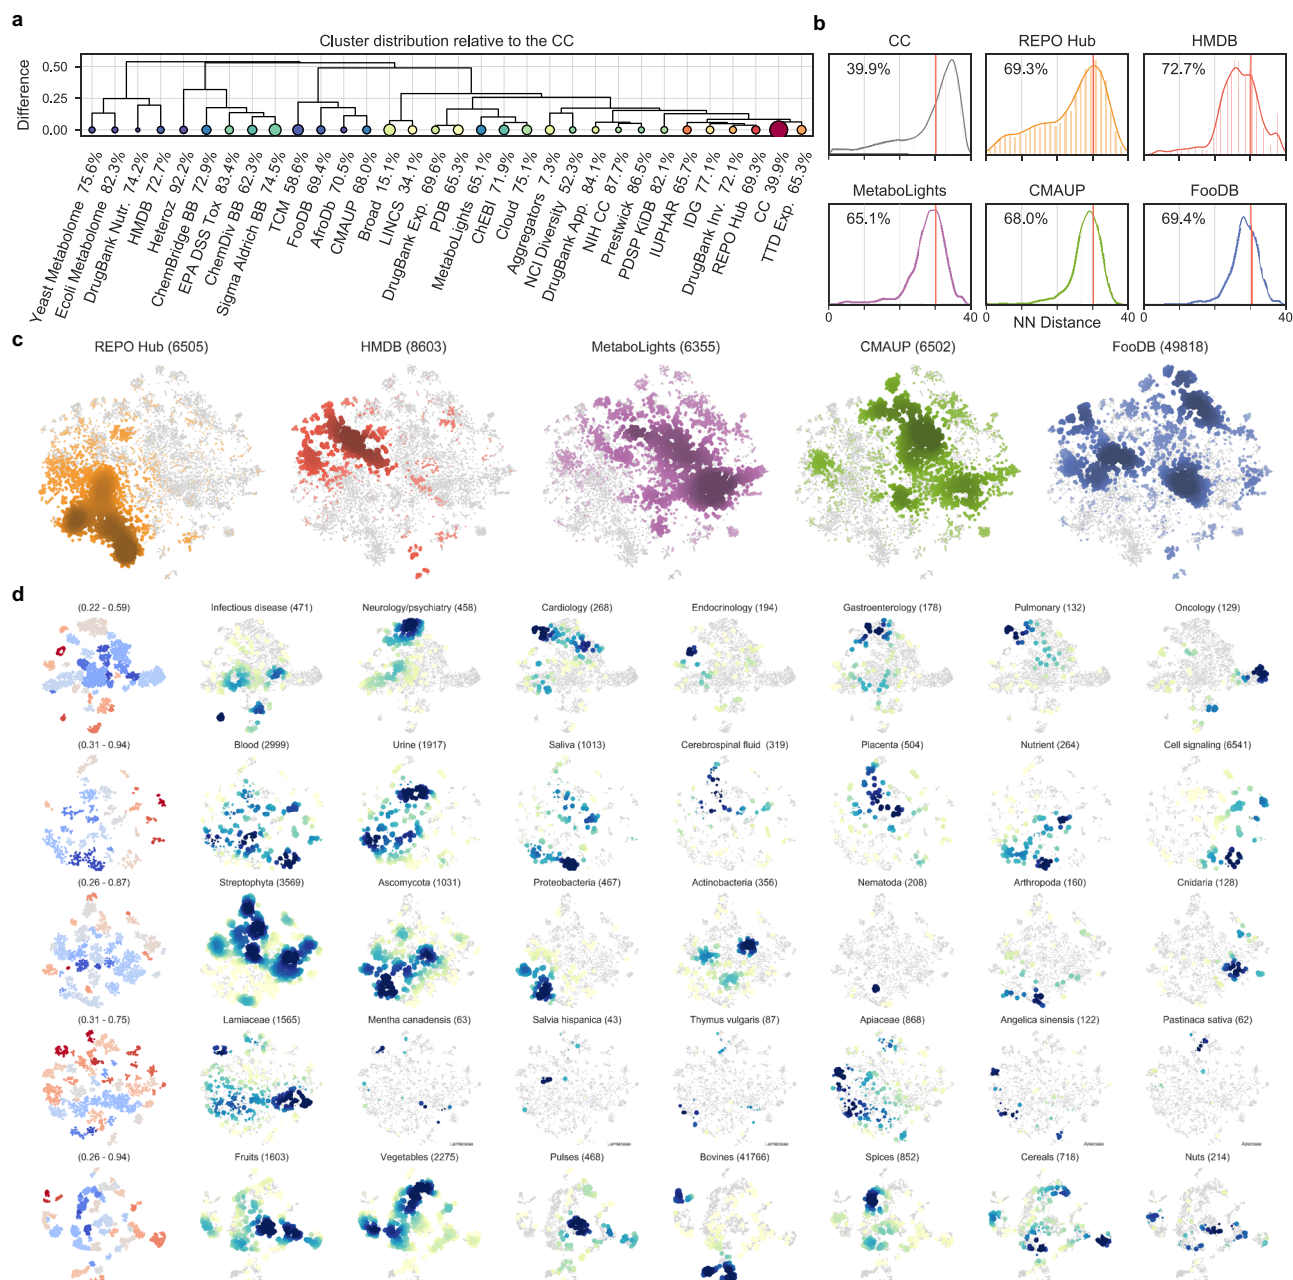 a
Cluster distribution relative to the CC
Difference
0.50
0.25
0.00
Yeast Metabolome 75.6%
Ecoli Metabolome 82.3%
DrugBank Nutr. 74.2%
HMDB 72.7%
Heteroz 92.2%
ChemBridge BB 72.9%
EPA DSS Tox 83.4%
ChemDiv BB 62.3%
Sigma Aldrich BB 74.5%
TCM 58.6%
FooDB 69.4%
AfroDb 70.5%
CMAUP 68.0%
Broad 15.1%
LINCS 34.1%
DrugBank Exp. 69.6%
PDB 65.3%
MetaboLights 65.1%
ChEBI 71.9%
Cloud 75.1%
Aggregators 7.3%
NCI Diversity 52.3%
DrugBank App. 84.1%
NIH CC 87.7%
Prestwick 86.5%
PDSP KiDB 82.1%
IUPHAR 65.7%
IDG 77.1%
DrugBank Inv. 72.1%
REPO Hub 69.3%
CC 39.9%
TTD Exp. 65.3%
b
CC
REPO Hub
HMDB
39.9%
69.3%
72.7%
MetaboLights
CMAUP
FooDB
65.1%
68.0%
69.4%
0
40
0
40
0
40
NN Distance
c
REPO Hub (6505)
HMDB (8603)
MetaboLights (6355)
CMAUP (6502)
FooDB (49818)
d
(0.22 - 0.59)
Infectious disease (471)
Neurology/psychiatry (458)
Cardiology (268)
Endocrinology (194)
Gastroenterology (178)
Pulmonary (132)
Oncology (129)
(0.31 - 0.94)
Blood (2999)
Urine (1917)
Saliva (1013)
Cerebrospinal fluid (319)
Placenta (504)
Nutrient (264)
Cell signaling (6541)
(0.26 - 0.87)
Streptophyta (3569)
Ascomycota (1031)
Proteobacteria (467)
Actinobacteria (356)
Nematoda (208)
Arthropoda (160)
Cnidaria (128)
(0.31 - 0.75)
Lamiaceae (1565)
Mentha canadensis (63)
Salvia hispanica (43)
Thymus vulgaris (87)
Apiaceae (868)
Angelica sinensis (122)
Pastinaca sativa (62)
Lamiaceae
Lamiaceae
Lamiaceae
Apiaceae
Apiaceae
(0.26 - 0.94)
Fruits (1603)
Vegetables (2275)
Pulses (468)
Bovines (41766)
Spices (852)
Cereals (718)
Nuts (214)